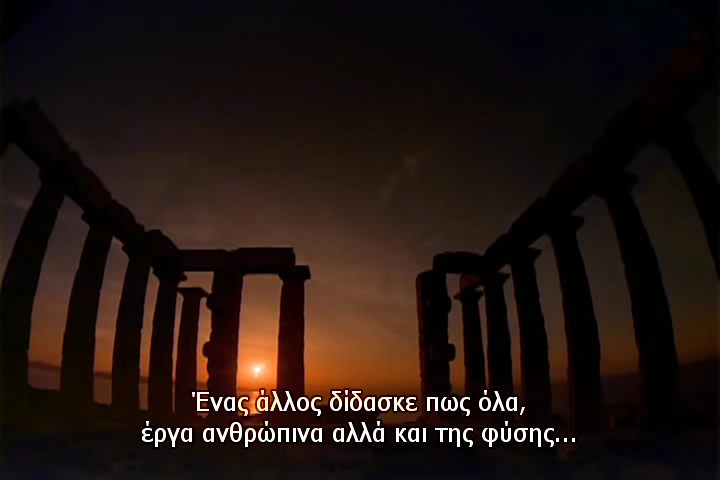 Ένας άλλος δίδασκε πως όλα,
έργα ανθρώπινα αλλά και της φύσης...